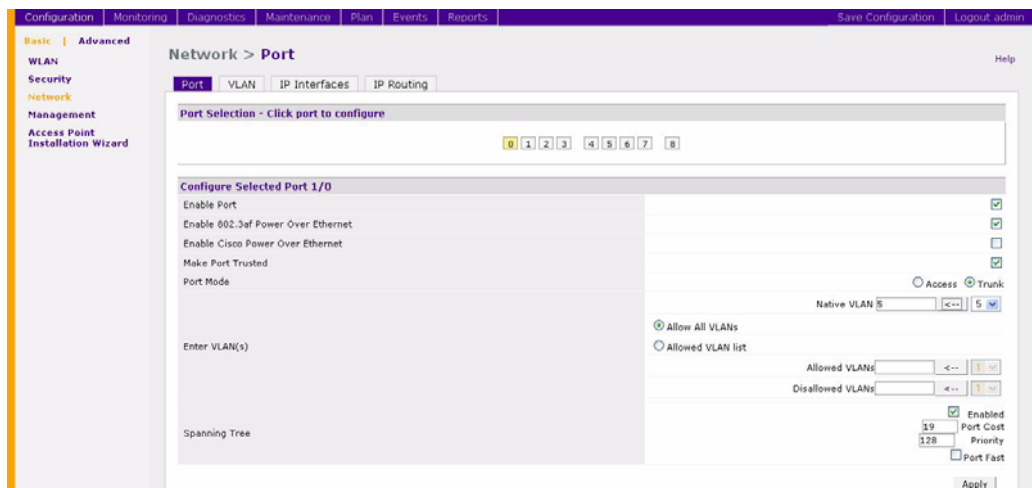 Configuration Monitoring Diagnostics Maintenance Plan Events Reports Save Configuration Logout admin
Basic | Advanced
WLAN
Security
Network
Management
Access Point
Installation Wizard
Network > Port
Help
Port VLAN IP Interfaces IP Routing
Port Selection - Click port to configure
0 1 2 3 4 5 6 7 8
Configure Selected Port 1/0
Enable Port
Enable 802.3af Power Over Ethernet
Enable Cisco Power Over Ethernet
Make Port Trusted
Port Mode Access Trunk
Native VLAN 5 <-- 5
Enter VLAN(s)
Allow All VLANs
Allowed VLAN list
Allowed VLANs <-- 1
Disallowed VLANs <-- 1
Spanning Tree
Enabled
19 Port Cost
128 Priority
Port Fast
Apply